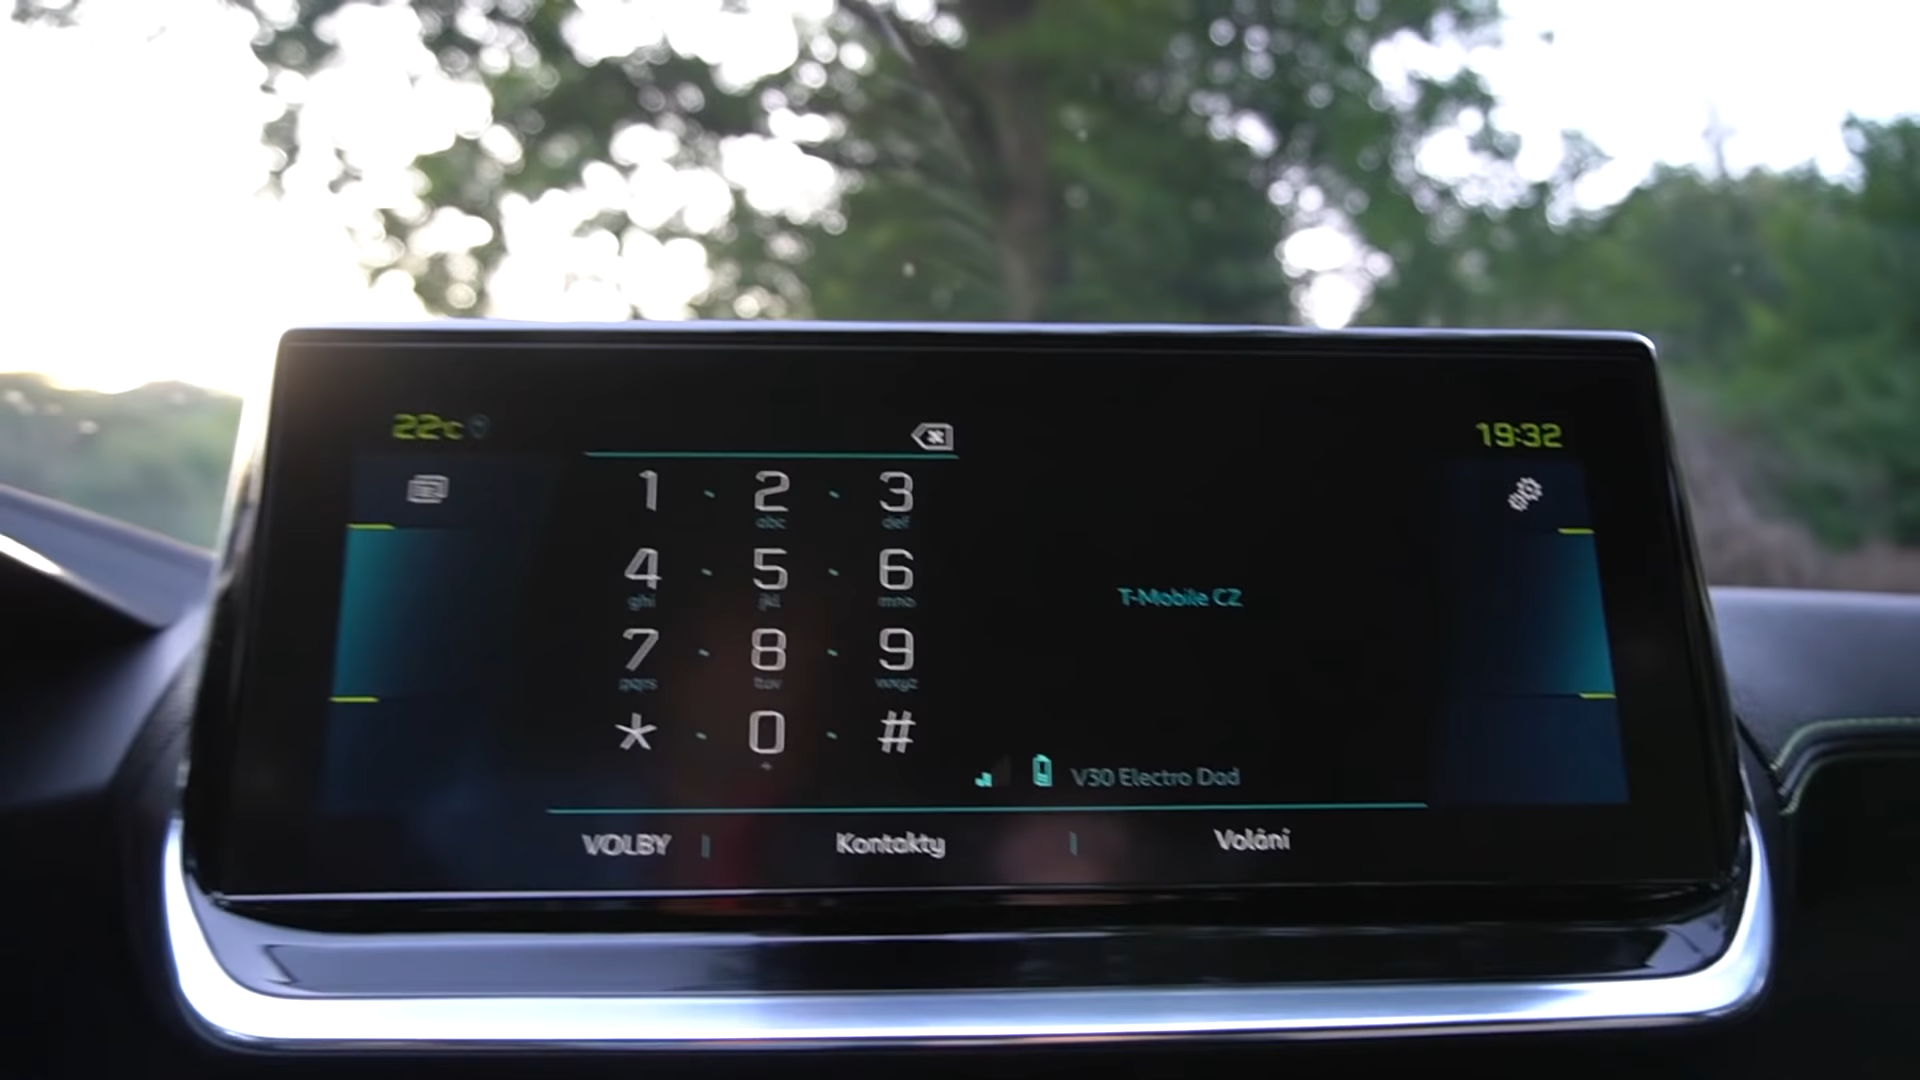 22°C
19:32
1 2 3
abc def
4 5 6
ghi jkl mno
T-Mobile CZ
7 8 9
pqrs tuv wxyz
* 0 #
+
V30 Electro Dad
VOLBY Kontakty Volání